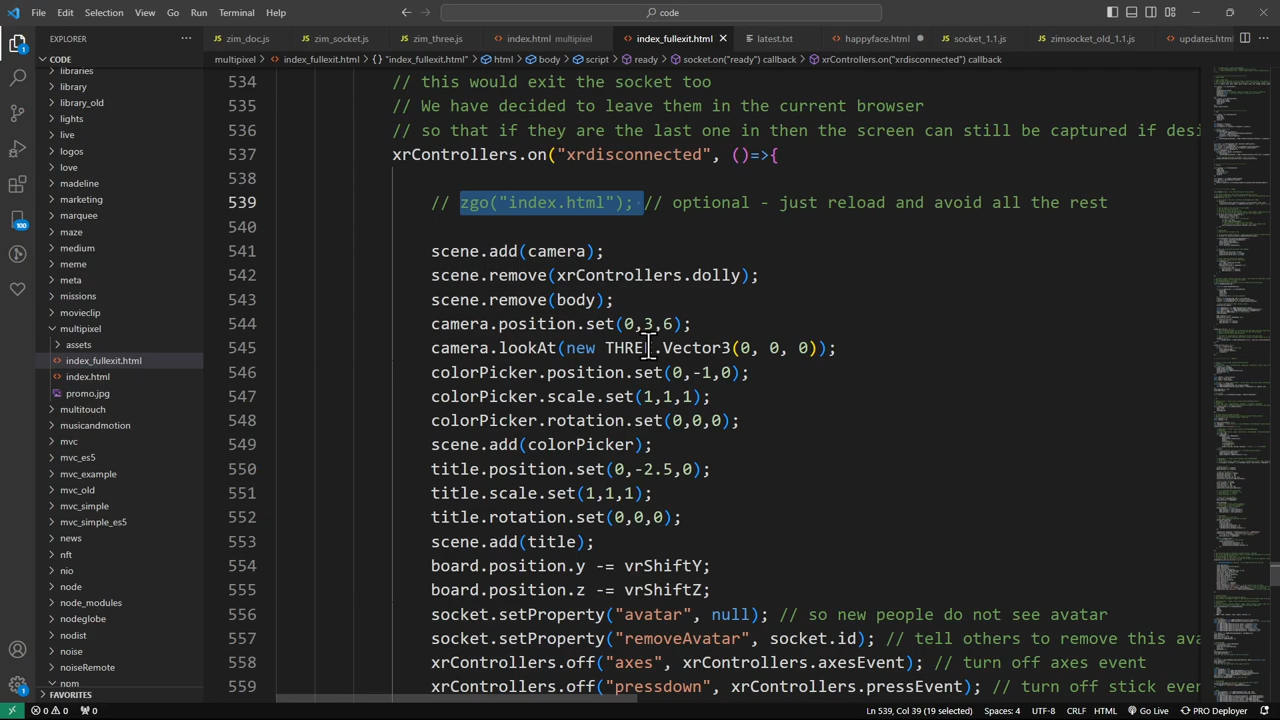 File Edit Selection View Go Run Terminal Help
code
EXPLORER
zim_doc.js zim_socket.js zim_three.js index.html multipixel index_fullexit.html latest.txt happyface.html socket_1.1.js zimsocket_old_1.1.js updates.html
CODE
multipixel > index_fullexit.html > {} "index_fullexit.html" > html > body > script > ready > socket.on("ready") callback > xrControllers.on("xrdisconnected") callback
libraries
library
library_old
lights
live
logos
love
madeline
marketing
marquee
maze
medium
meme
meta
missions
movieclip
multipixel
assets
index_fullexit.html
index.html
promo.jpg
multitouch
musicandmotion
mvc
mvc_es5
mvc_example
mvc_old
mvc_simple
mvc_simple_es5
news
nft
nio
node
node_modules
nodeglobe
nodist
noise
noiseRemote
npm
FAVORITES
100
1
1
534 // this would exit the socket too
535 // We have decided to leave them in the current browser
536 // so that if they are the last one in then the screen can still be captured if desi
537 xrControllers.on("xrdisconnected", ()=>{
538
539 // zgo("index.html"); // optional - just reload and avoid all the rest
540
541 scene.add(camera);
542 scene.remove(xrControllers.dolly);
543 scene.remove(body);
544 camera.position.set(0,3,6);
545 camera. (new THREE.Vector3(0, 0, 0));
546 colorPicker.position.set(0,-1,0);
547 colorPicker.scale.set(1,1,1);
548 colorPicker.position.set(0,0,0);
549 scene.add(colorPicker);
550 title.position.set(0,-2.5,0);
551 title.scale.set(1,1,1);
552 title.rotation.set(0,0,0);
553 scene.add(title);
554 board.position.y -= vrShiftY;
555 board.position.z -= vrShiftZ;
556 socket.setProperty("avatar", null); // so new people do not see avatar
557 socket.setProperty("removeAvatar", socket.id); // tell others to remove this ava
558 xrControllers.off("axes", xrControllers.axesEvent); // turn off axes event
559 xrControllers.off("pressdown", xrControllers.pressEvent); // turn off still ever
0 0 0 Ln 539, Col 39 (19 selected) Spaces: 4 UTF-8 CRLF HTML Go Live PRO Deployer